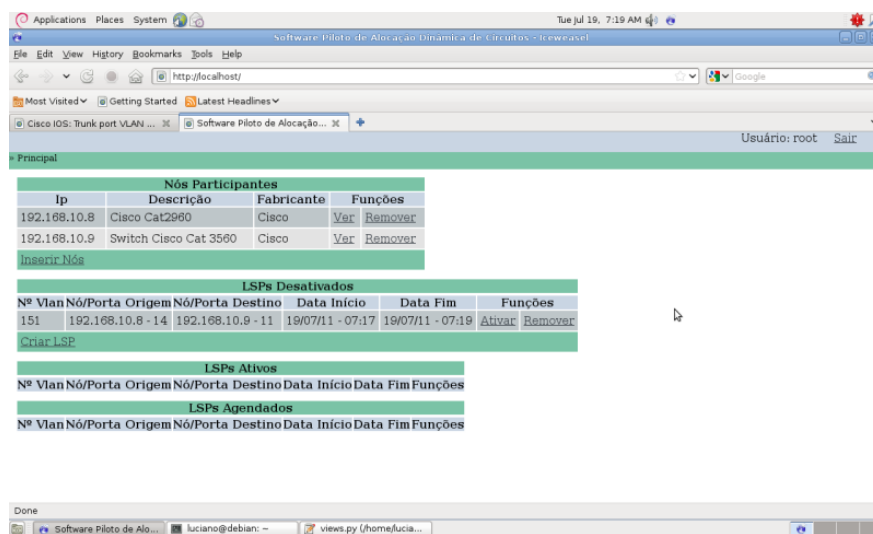 Applications Places System Tue Jul 19, 7:19 AM
Software Piloto de Alocação Dinâmica de Circuitos - Iceweasel
File Edit View History Bookmarks Tools Help
http://localhost/ Google
Most Visited Getting Started Latest Headlines
Cisco IOS: Trunk port VLAN ... Software Piloto de Alocação...
Usuário: root Sair
» Principal
Nós Participantes
Ip Descrição Fabricante Funções
192.168.10.8 Cisco Cat2960 Cisco Ver Remover
192.168.10.9 Switch Cisco Cat 3560 Cisco Ver Remover
Inserir Nós
LSPs Desativados
Nº Vlan Nó/Porta Origem Nó/Porta Destino Data Início Data Fim Funções
151 192.168.10.8 - 14 192.168.10.9 - 11 19/07/11 - 07:17 19/07/11 - 07:19 Ativar Remover
Criar LSP
LSPs Ativos
Nº Vlan Nó/Porta Origem Nó/Porta Destino Data Início Data Fim Funções
LSPs Agendados
Nº Vlan Nó/Porta Origem Nó/Porta Destino Data Início Data Fim Funções
Done
Software Piloto de Alo... luciano@debian: ~ views.py (/home/lucia...